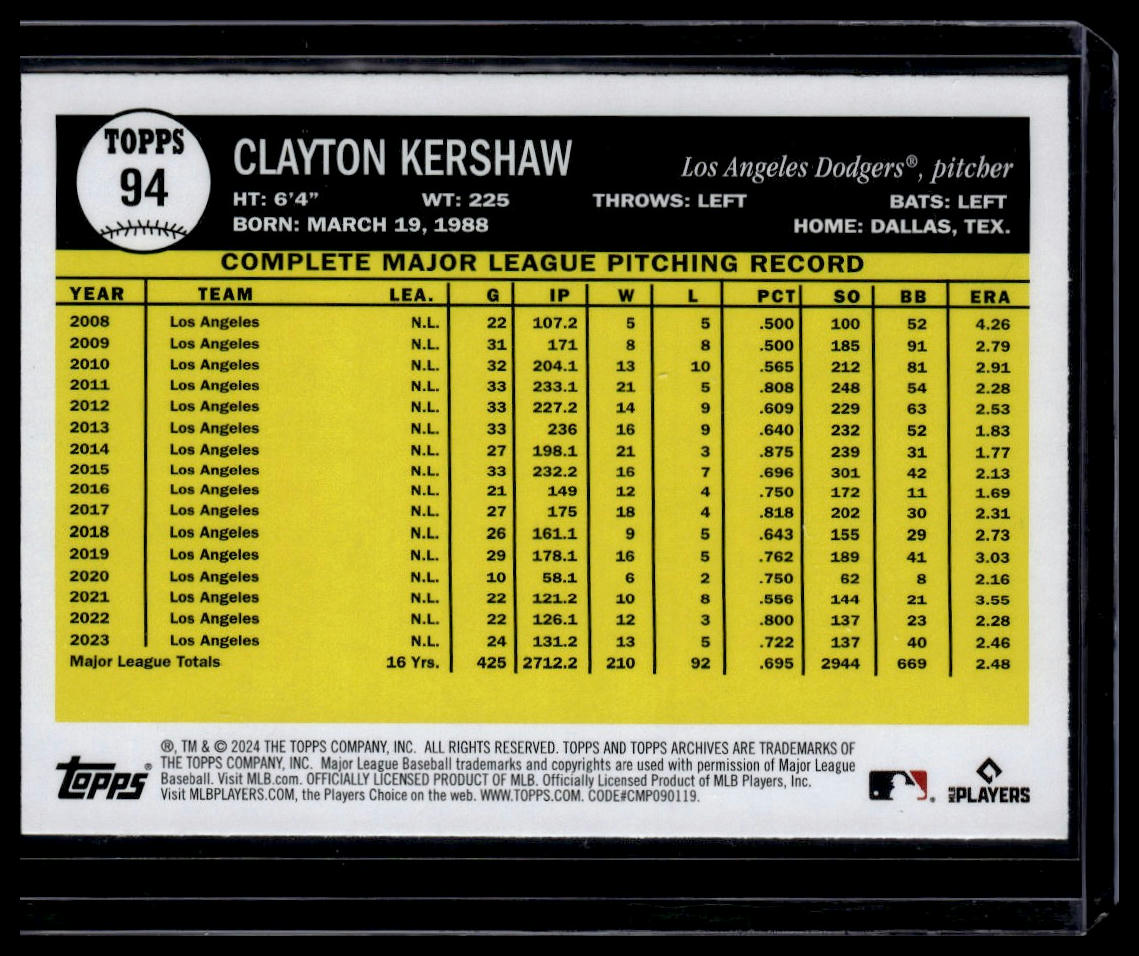 TOPPS
94
CLAYTON KERSHAW
Los Angeles Dodgers®, pitcher
HT: 6'4" WT: 225 THROWS: LEFT BATS: LEFT
BORN: MARCH 19, 1988 HOME: DALLAS, TEX.
COMPLETE MAJOR LEAGUE PITCHING RECORD
YEAR TEAM LEA. G IP W L PCT SO BB ERA
2008 Los Angeles N.L. 22 107.2 5 5 .500 100 52 4.26
2009 Los Angeles N.L. 31 171 8 8 .500 185 91 2.79
2010 Los Angeles N.L. 32 204.1 13 10 .565 212 81 2.91
2011 Los Angeles N.L. 33 233.1 21 5 .808 248 54 2.28
2012 Los Angeles N.L. 33 227.2 14 9 .609 229 63 2.53
2013 Los Angeles N.L. 33 236 16 9 .640 232 52 1.83
2014 Los Angeles N.L. 27 198.1 21 3 .875 239 31 1.77
2015 Los Angeles N.L. 33 232.2 16 7 .696 301 42 2.13
2016 Los Angeles N.L. 21 149 12 4 .750 172 11 1.69
2017 Los Angeles N.L. 27 175 18 4 .818 202 30 2.31
2018 Los Angeles N.L. 26 161.1 9 5 .643 155 29 2.73
2019 Los Angeles N.L. 29 178.1 16 5 .762 189 41 3.03
2020 Los Angeles N.L. 10 58.1 6 2 .750 62 8 2.16
2021 Los Angeles N.L. 22 121.2 10 8 .556 144 21 3.55
2022 Los Angeles N.L. 22 126.1 12 3 .800 137 23 2.28
2023 Los Angeles N.L. 24 131.2 13 5 .722 137 40 2.46
Major League Totals 16 Yrs. 425 2712.2 210 92 .695 2944 669 2.48
®, TM & © 2024 THE TOPPS COMPANY, INC. ALL RIGHTS RESERVED. TOPPS AND TOPPS ARCHIVES ARE TRADEMARKS OF
THE TOPPS COMPANY, INC. Major League Baseball trademarks and copyrights are used with permission of Major League
Baseball. Visit MLB.com. OFFICIALLY LICENSED PRODUCT OF MLB. Officially Licensed Product of MLB Players, Inc.
Visit MLBPLAYERS.COM, the Players Choice on the web. WWW.TOPPS.COM. CODE#CMP090119.
Topps®
MLB PLAYERS